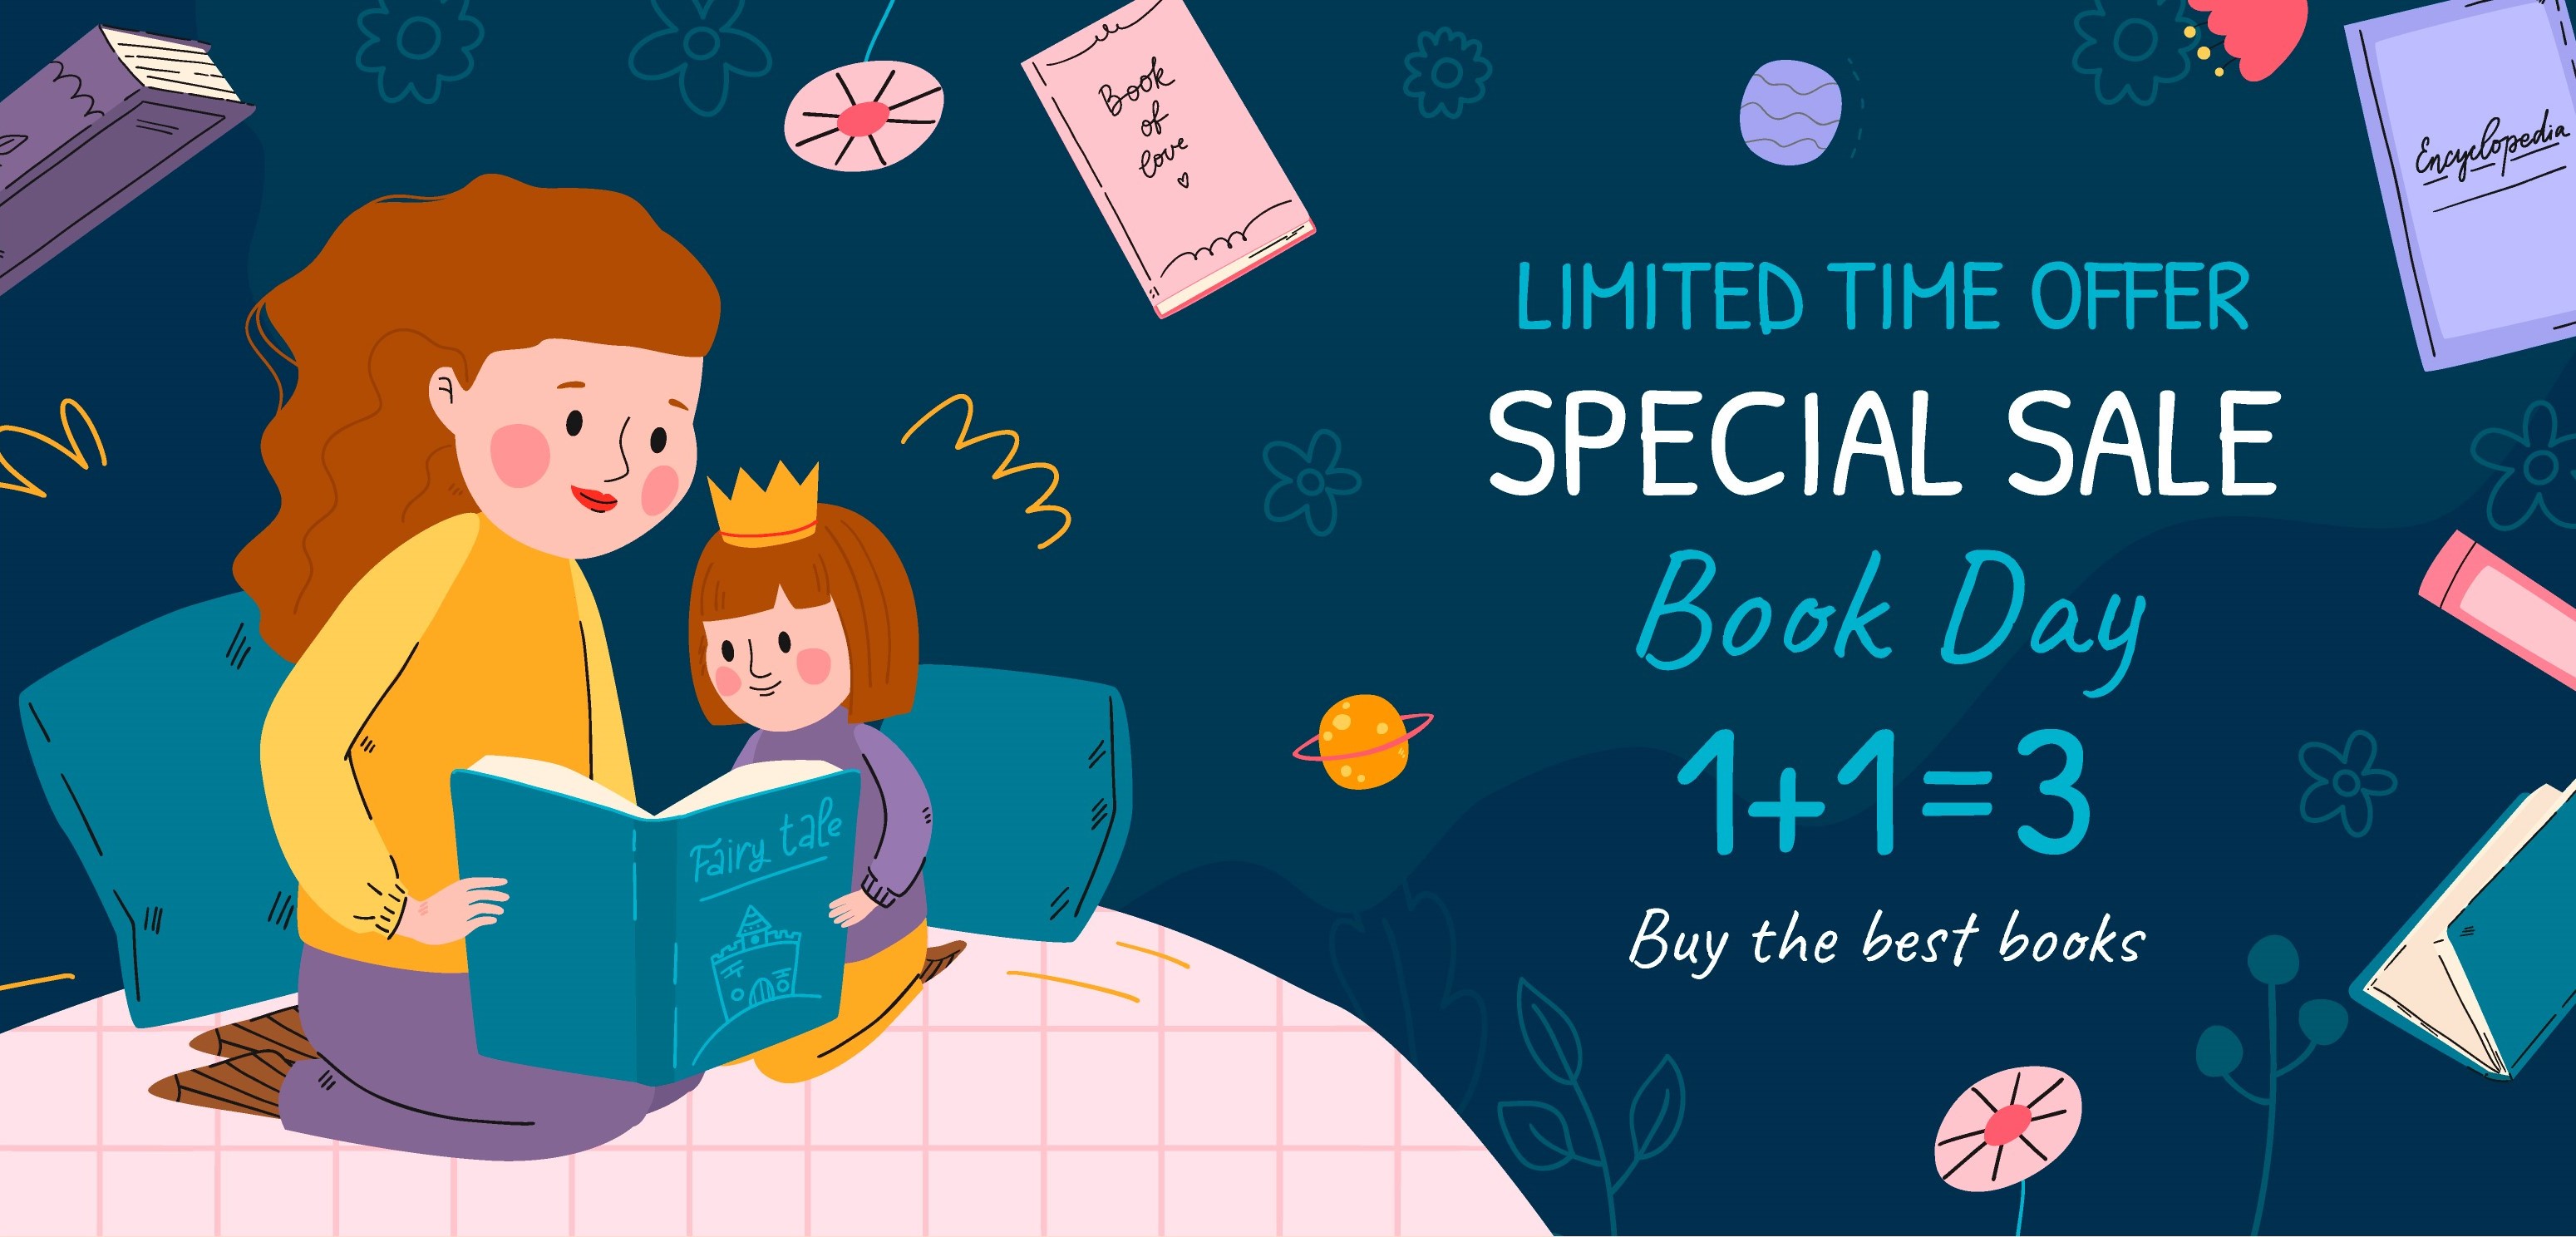 Book
of
love
Encyclopedia
LIMITED TIME OFFER
SPECIAL SALE
Book Day
1+1=3
Buy the best books
Fairy tale